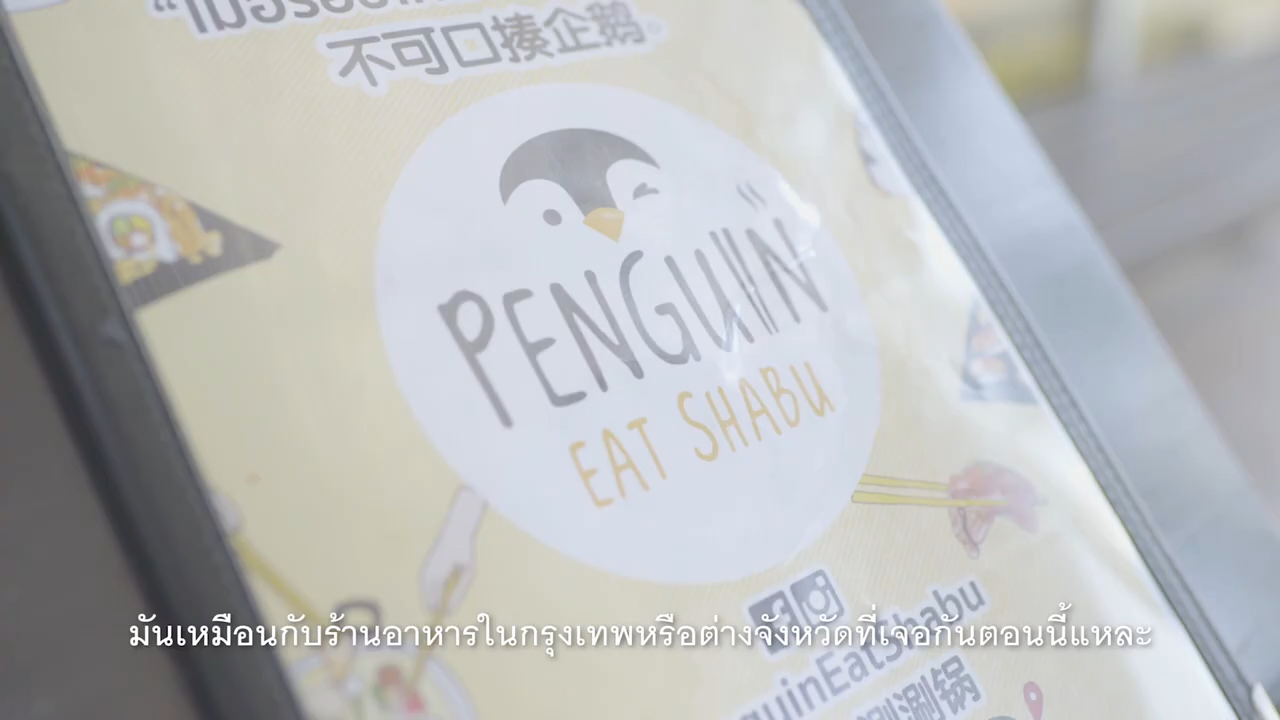 不可口揍企鹅。
PENGUIN
EAT SHABU
มันเหมือนกับร้านอาหารในกรุงเทพหรือต่างจังหวัดที่เจอกันตอนนี้แหละ
涮锅